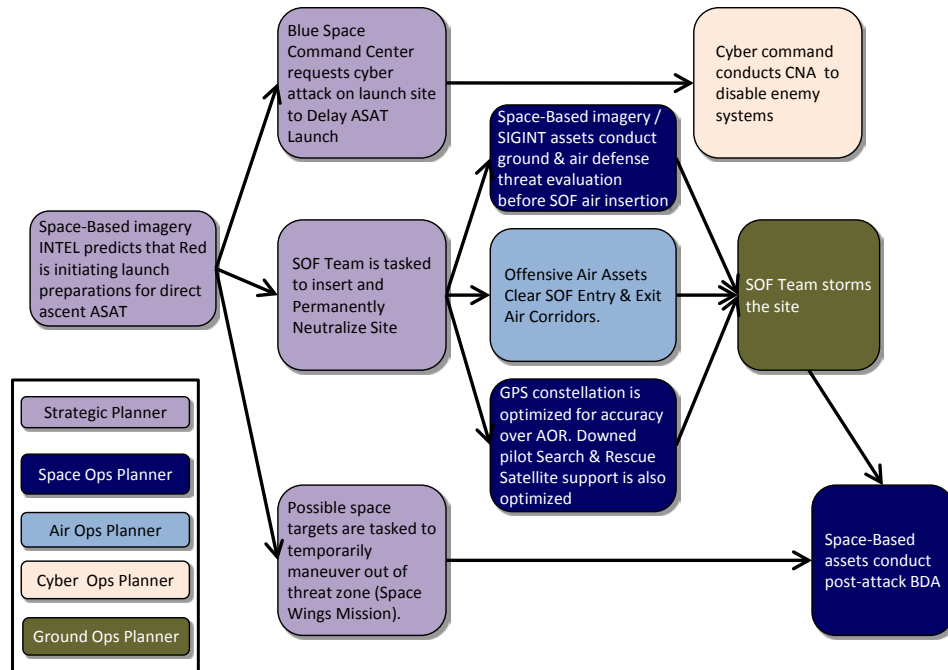 Blue Space
Command Center
requests cyber
attack on launch site
to Delay ASAT
Launch
Cyber command
conducts CNA to
disable enemy
systems
Space-Based imagery /
SIGINT assets conduct
ground & air defense
threat evaluation
before SOF air insertion
Space-Based imagery
INTEL predicts that Red
is initiating launch
preparations for direct
ascent ASAT
SOF Team is tasked
to insert and
Permanently
Neutralize Site
Offensive Air Assets
Clear SOF Entry & Exit
Air Corridors.
SOF Team storms
the site
GPS constellation is
optimized for accuracy
over AOR. Downed
pilot Search & Rescue
Satellite support is also
optimized
Possible space
targets are tasked to
temporarily
maneuver out of
threat zone (Space
Wings Mission).
Space-Based
assets conduct
post-attack BDA
Strategic Planner
Space Ops Planner
Air Ops Planner
Cyber Ops Planner
Ground Ops Planner